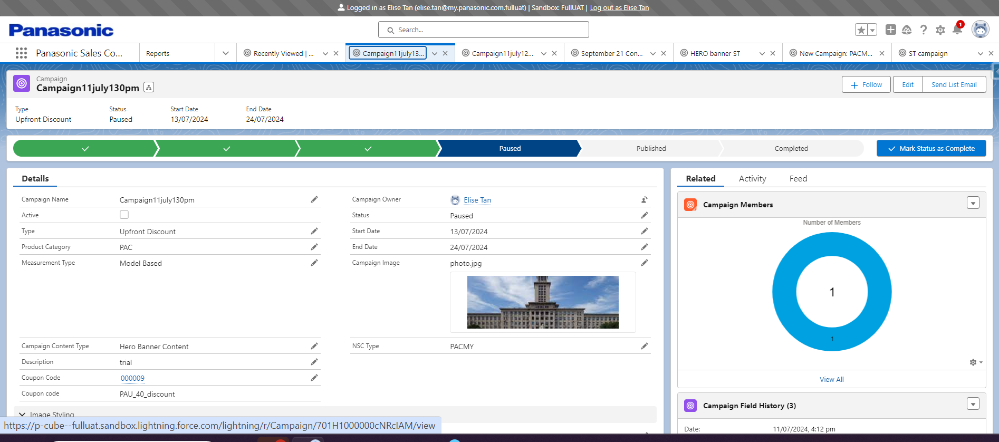 Logged in as Elise Tan (elise.tan@my.panasonic.com.fulluat) | Sandbox: FullUAT | Log out as Elise Tan
Panasonic
Search...
1
Panasonic Sales Co...
Reports
Recently Viewed | ...
Campaign11july13...
Campaign11july12...
September 21 Con...
HERO banner ST
New Campaign: PACM...
ST campaign
Campaign
Campaign11july130pm
Follow
Edit
Send List Email
Type
Status
Start Date
End Date
Upfront Discount
Paused
13/07/2024
24/07/2024
Paused
Published
Completed
Mark Status as Complete
Details
Campaign Name
Campaign11july130pm
Campaign Owner
Elise Tan
Active
Status
Paused
Type
Upfront Discount
Start Date
13/07/2024
Product Category
PAC
End Date
24/07/2024
Measurement Type
Model Based
Campaign Image
photo.jpg
Campaign Content Type
Hero Banner Content
NSC Type
PACMY
Description
trial
Coupon Code
000009
Coupon code
PAU_40_discount
Image Styling
Related
Activity
Feed
Campaign Members
Number of Members
1
1
View All
Campaign Field History (3)
Date:
11/07/2024, 4:12 pm
https://p-cube--fulluat.sandbox.lightning.force.com/lightning/r/Campaign/701H1000000cNRcIAM/view